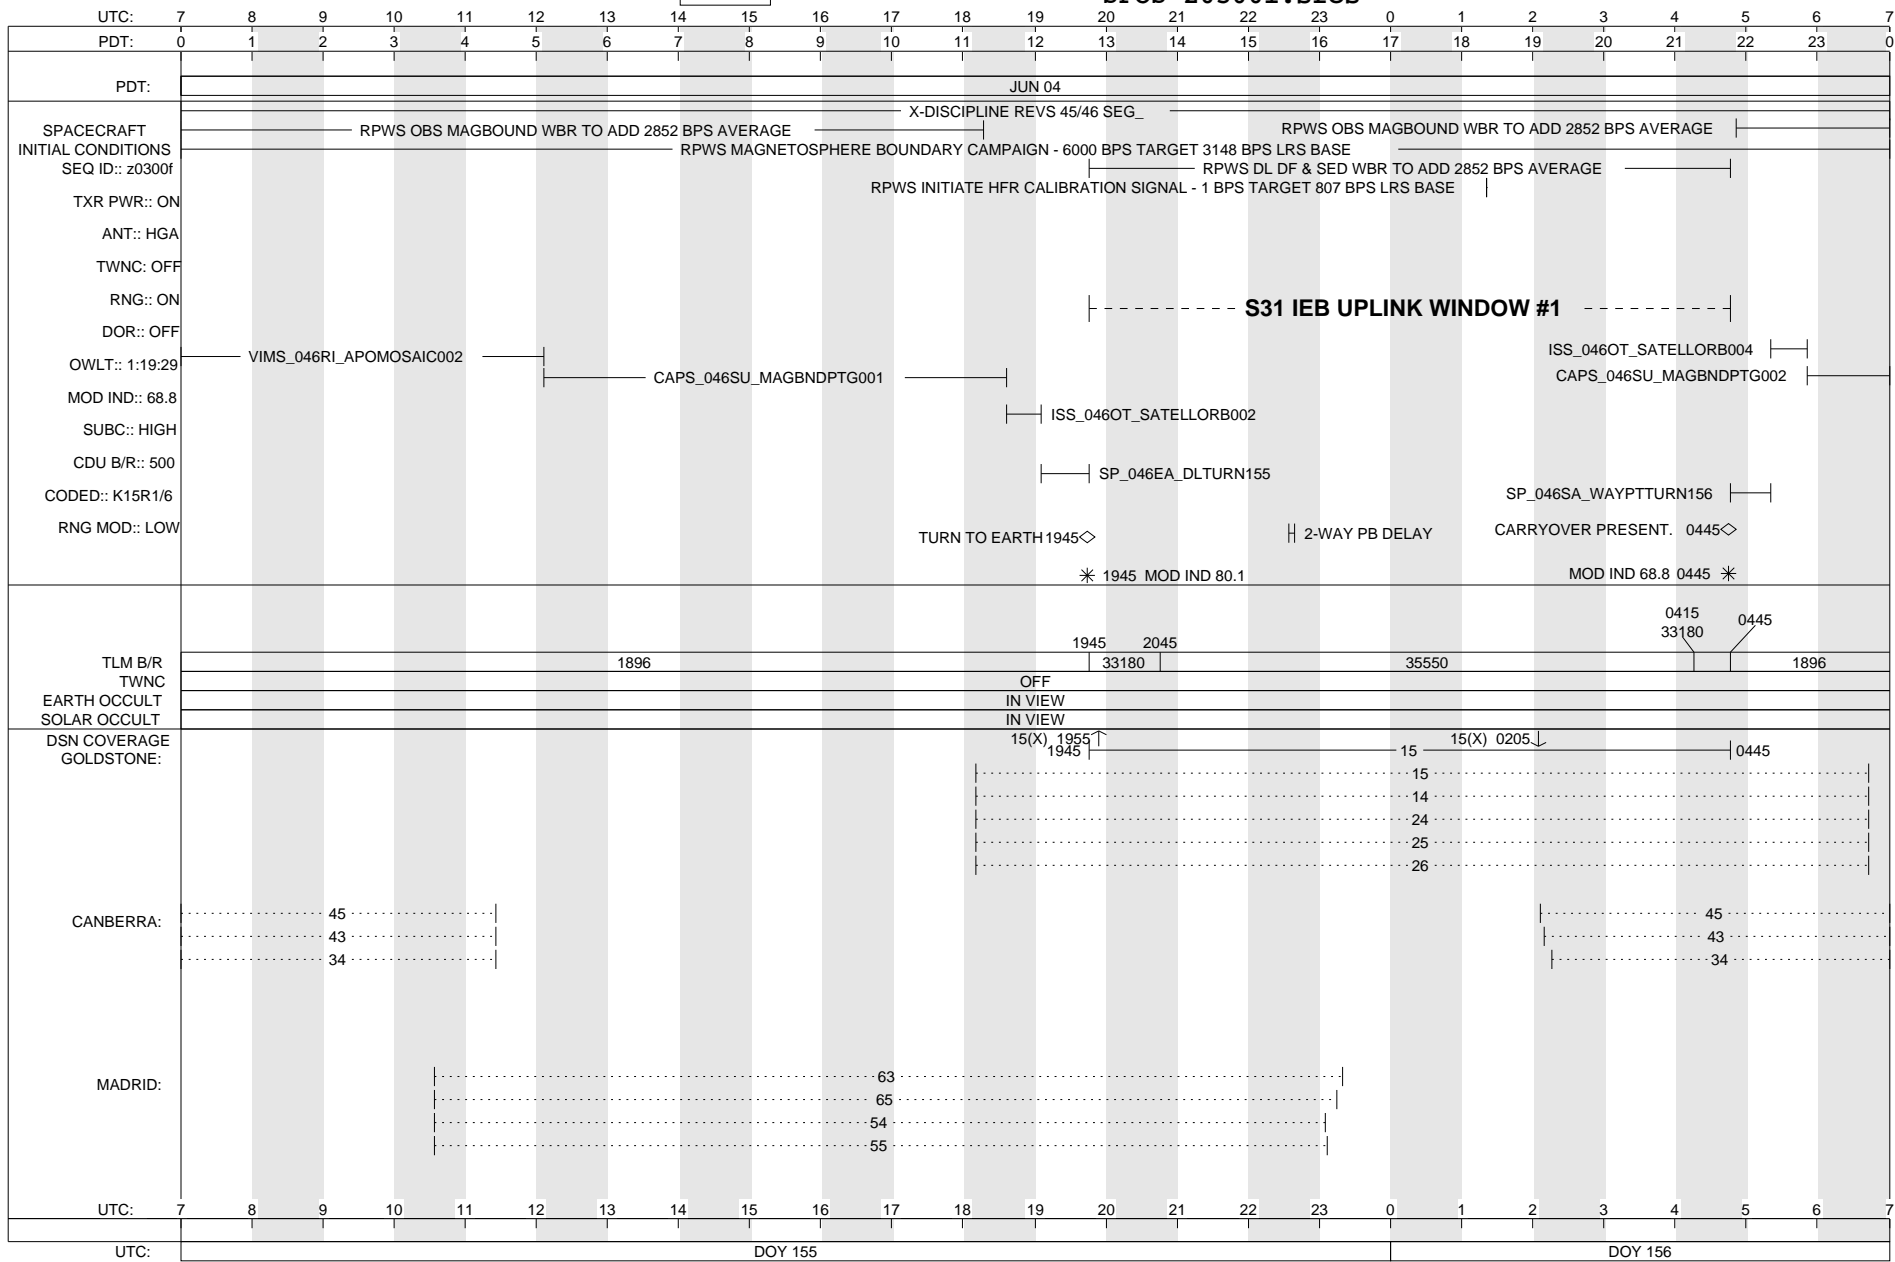 UTC: 7 8 9 10 11 12 13 14 15 16 17 18 19 20 21 22 23 0 1 2 3 4 5 6 7
PDT: 0 1 2 3 4 5 6 7 8 9 10 11 12 13 14 15 16 17 18 19 20 21 22 23 0
PDT: JUN 04
X-DISCIPLINE REVS 45/46 SEG_
SPACECRAFT RPWS OBS MAGBOUND WBR TO ADD 2852 BPS AVERAGE RPWS OBS MAGBOUND WBR TO ADD 2852 BPS AVERAGE
INITIAL CONDITIONS RPWS MAGNETOSPHERE BOUNDARY CAMPAIGN - 6000 BPS TARGET 3148 BPS LRS BASE
SEQ ID:: z0300f RPWS DL DF & SED WBR TO ADD 2852 BPS AVERAGE
RPWS INITIATE HFR CALIBRATION SIGNAL - 1 BPS TARGET 807 BPS LRS BASE
TXR PWR:: ON
ANT:: HGA
TWNC: OFF
RNG:: ON S31 IEB UPLINK WINDOW #1
DOR:: OFF
VIMS_046RI_APOMOSAIC002 ISS_046OT_SATELLORB004
OWLT:: 1:19:29
CAPS_046SU_MAGBNDPTG001 CAPS_046SU_MAGBNDPTG002
MOD IND:: 68.8
ISS_046OT_SATELLORB002
SUBC:: HIGH
CDU B/R:: 500
SP_046EA_DLTURN155
CODED:: K15R1/6 SP_046SA_WAYPTTURN156
RNG MOD:: LOW
TURN TO EARTH 1945 2-WAY PB DELAY CARRYOVER PRESENT. 0445
1945 MOD IND 80.1 MOD IND 68.8 0445
0415 0445
33180
1945 2045
TLM B/R 1896 33180 35550 1896
TWNC OFF
EARTH OCCULT IN VIEW
SOLAR OCCULT IN VIEW
DSN COVERAGE 15(X) 1955 15(X) 0205
GOLDSTONE: 1945 15 0445
15
14
24
25
26
CANBERRA: 45 45
43 43
34 34
MADRID: 63
65
54
55
UTC: 7 8 9 10 11 12 13 14 15 16 17 18 19 20 21 22 23 0 1 2 3 4 5 6 7
UTC: DOY 155 DOY 156